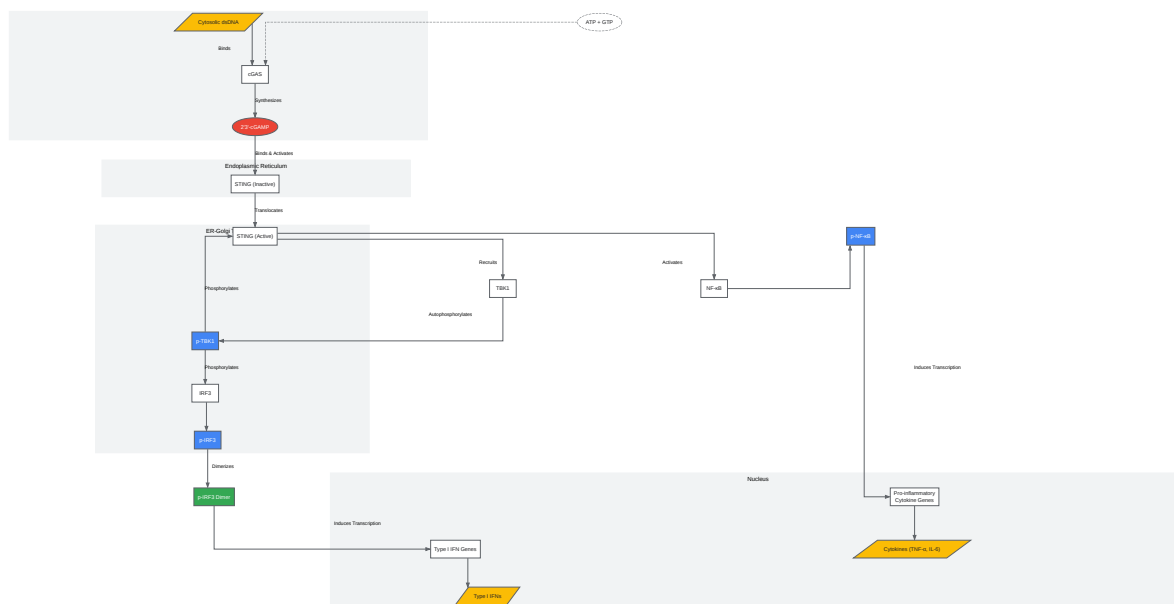 Cytosolic dsDNA
ATP + GTP
Binds
cGAS
Synthesizes
2'3'-cGAMP
Binds & Activates
Endoplasmic Reticulum
STING (Inactive)
Translocates
ER-Golgi
STING (Active)
p-NF-κB
Recruits
Activates
Phosphorylates
TBK1
NF-κB
Autophosphorylates
p-TBK1
Phosphorylates
Induces Transcription
IRF3
p-IRF3
Dimerizes
Nucleus
p-IRF3 Dimer
Pro-inflammatory
Cytokine Genes
Induces Transcription
Type I IFN Genes
Cytokines (TNF-α, IL-6)
Type I IFNs